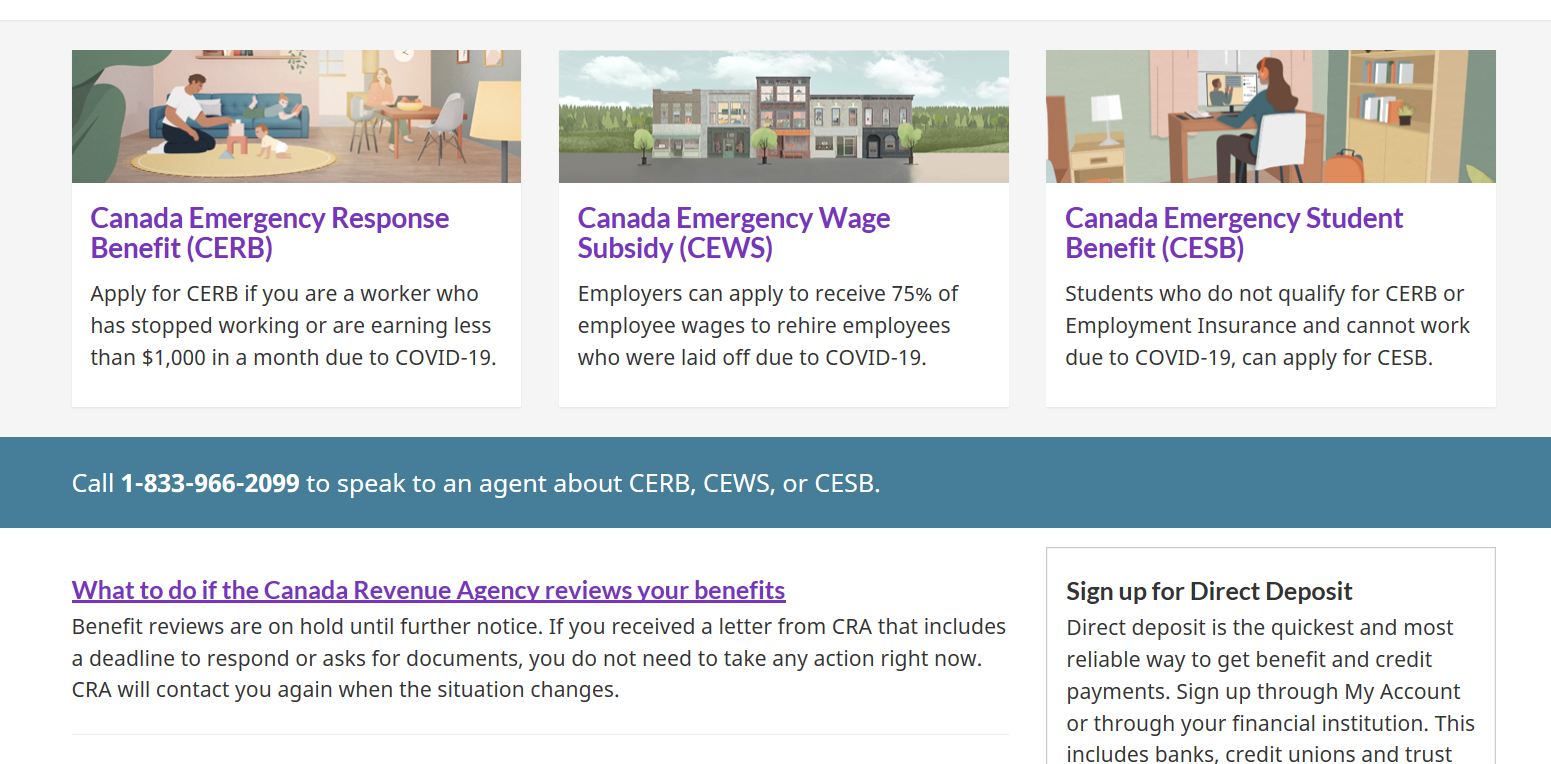 Canada Emergency Response
Benefit (CERB)
Apply for CERB if you are a worker who
has stopped working or are earning less
than $1,000 in a month due to COVID-19.
Canada Emergency Wage
Subsidy (CEWS)
Employers can apply to receive 75% of
employee wages to rehire employees
who were laid off due to COVID-19.
Canada Emergency Student
Benefit (CESB)
Students who do not qualify for CERB or
Employment Insurance and cannot work
due to COVID-19, can apply for CESB.
Call 1-833-966-2099 to speak to an agent about CERB, CEWS, or CESB.
What to do if the Canada Revenue Agency reviews your benefits
Benefit reviews are on hold until further notice. If you received a letter from CRA that includes
a deadline to respond or asks for documents, you do not need to take any action right now.
CRA will contact you again when the situation changes.
Sign up for Direct Deposit
Direct deposit is the quickest and most
reliable way to get benefit and credit
payments. Sign up through My Account
or through your financial institution. This
includes banks, credit unions and trust